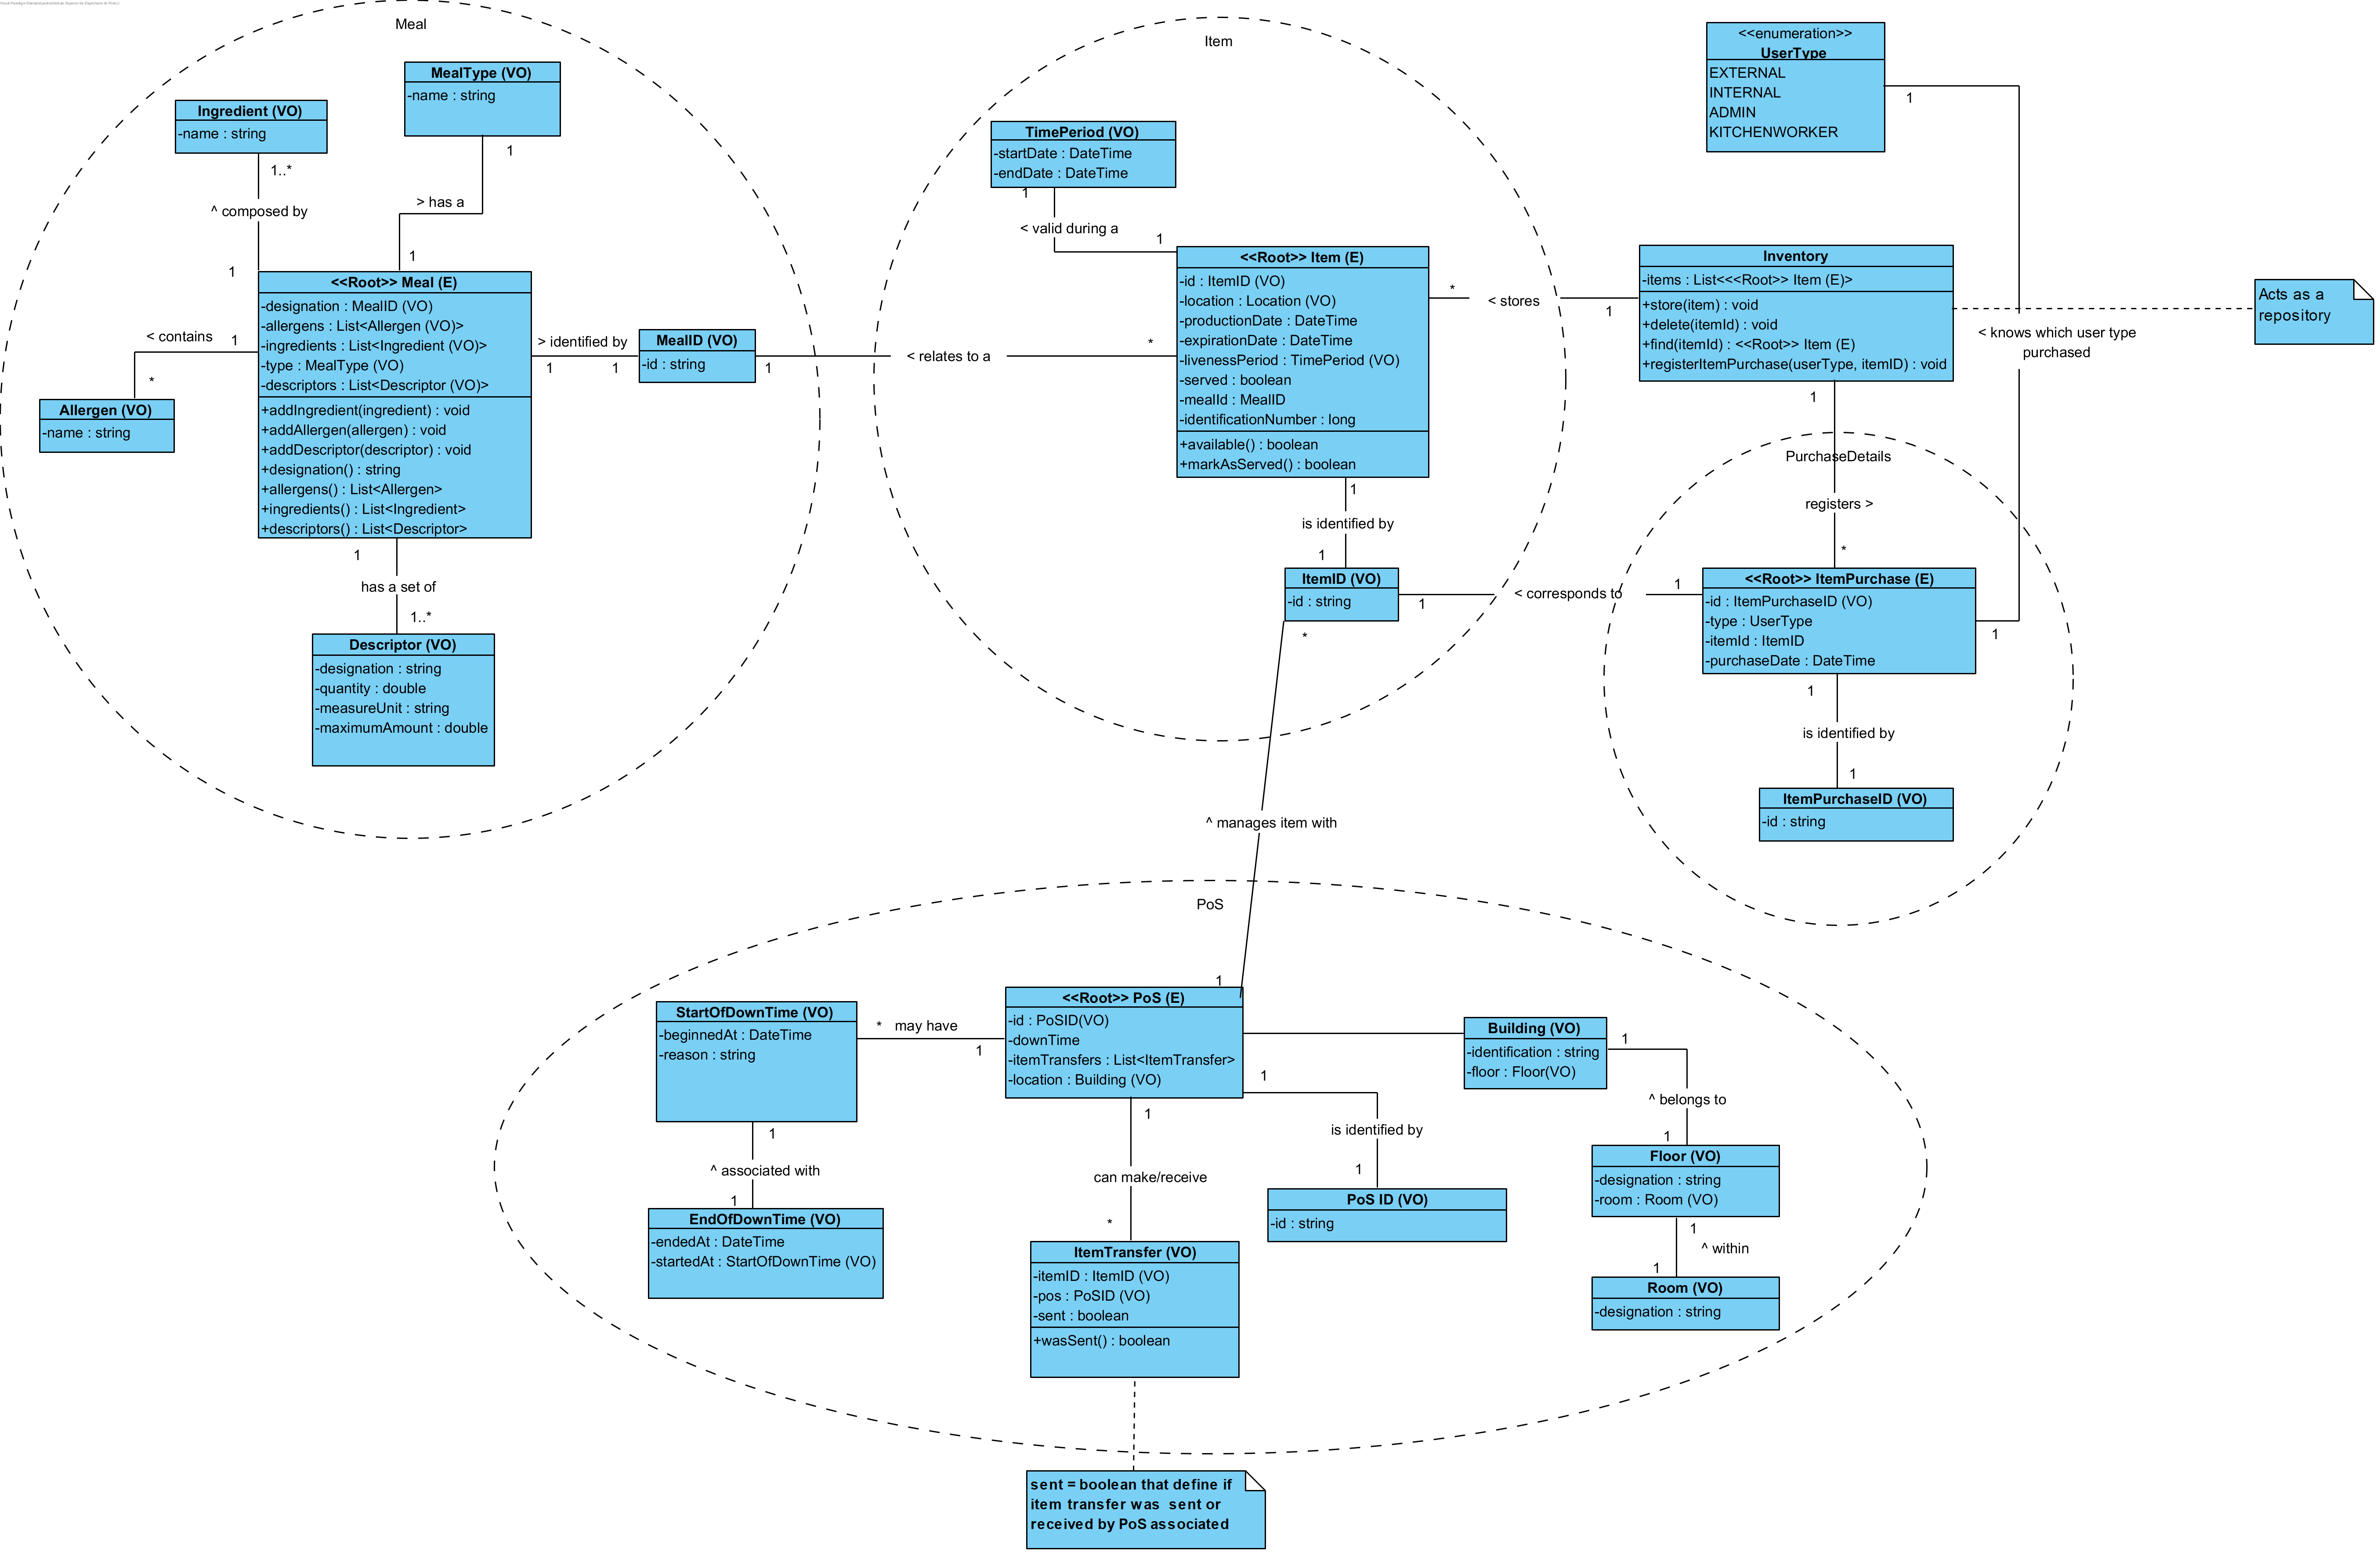 Meal
MealType (VO)
-name : string
Ingredient (VO)
-name : string
1..*
^ composed by
1
1
> has a
1
<<Root>> Meal (E)
-designation : MealID (VO)
-allergens : List<Allergen (VO)>
-ingredients : List<Ingredient (VO)>
-type : MealType (VO)
-descriptors : List<Descriptor (VO)>
+addIngredient(ingredient) : void
+addAllergen(allergen) : void
+addDescriptor(descriptor) : void
+designation() : string
+allergens() : List<Allergen>
+ingredients() : List<Ingredient>
+descriptors() : List<Descriptor>
< contains
1
*
Allergen (VO)
-name : string
> identified by
1
1
MealID (VO)
-id : string
1
< relates to a
*
1
has a set of
1..*
Descriptor (VO)
-designation : string
-quantity : double
-measureUnit : string
-maximumAmount : double
Item
TimePeriod (VO)
-startDate : DateTime
-endDate : DateTime
1
< valid during a
1
<<Root>> Item (E)
-id : ItemID (VO)
-location : Location (VO)
-productionDate : DateTime
-expirationDate : DateTime
-livenessPeriod : TimePeriod (VO)
-served : boolean
-mealId : MealID
-identificationNumber : long
+available() : boolean
+markAsServed() : boolean
1
is identified by
1
ItemID (VO)
-id : string
*
1
< corresponds to
1
*
< stores
1
<<enumeration>>
UserType
EXTERNAL
INTERNAL
ADMIN
KITCHENWORKER
1
Inventory
-items : List<<<Root>> Item (E)>
+store(item) : void
+delete(itemId) : void
+find(itemId) : <<Root>> Item (E)
+registerItemPurchase(userType, itemID) : void
Acts as a
repository
< knows which user type
purchased
1
PurchaseDetails
registers >
*
<<Root>> ItemPurchase (E)
-id : ItemPurchaseID (VO)
-type : UserType
-itemId : ItemID
-purchaseDate : DateTime
1
1
is identified by
1
ItemPurchaseID (VO)
-id : string
^ manages item with
PoS
1
<<Root>> PoS (E)
-id : PoSID(VO)
-downTime
-itemTransfers : List<ItemTransfer>
-location : Building (VO)
StartOfDownTime (VO)
-beginnedAt : DateTime
-reason : string
* may have
1
1
^ associated with
1
EndOfDownTime (VO)
-endedAt : DateTime
-startedAt : StartOfDownTime (VO)
1
can make/receive
*
ItemTransfer (VO)
-itemID : ItemID (VO)
-pos : PoSID (VO)
-sent : boolean
+wasSent() : boolean
1
is identified by
1
PoS ID (VO)
-id : string
Building (VO)
-identification : string
-floor : Floor(VO)
1
^ belongs to
1
Floor (VO)
-designation : string
-room : Room (VO)
1
^ within
1
Room (VO)
-designation : string
sent = boolean that define if
item transfer was sent or
received by PoS associated